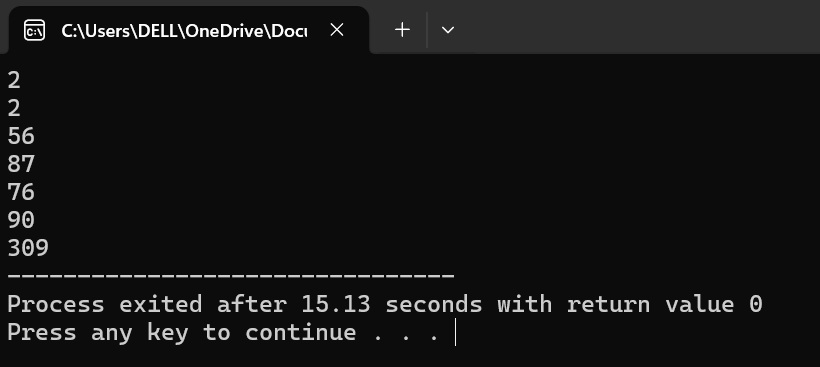 C:\Users\DELL\OneDrive\Docu
2
2
56
87
76
90
309
--------------------------------
Process exited after 15.13 seconds with return value 0
Press any key to continue . . .